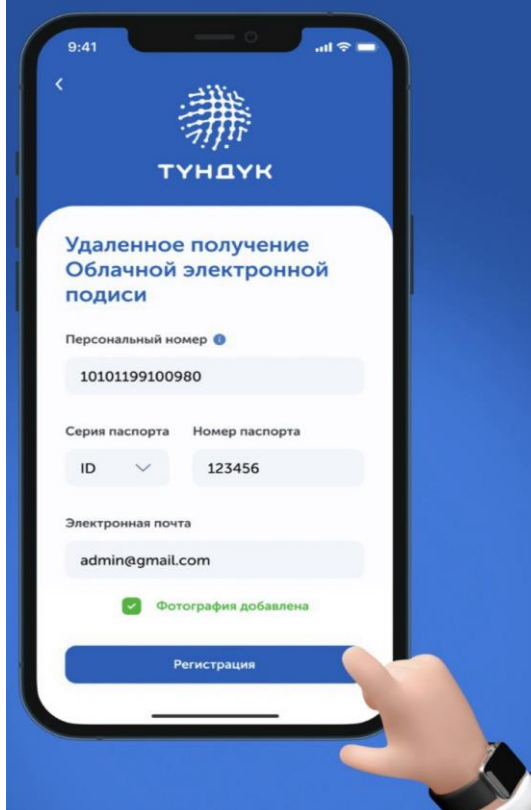 9:41
ТҮНДҮК
Удаленное получение
Облачной электронной
подиси
Персональный номер
10101199100980
Серия паспорта Номер паспорта
ID 123456
Электронная почта
admin@gmail.com
Фотография добавлена
Регистрация